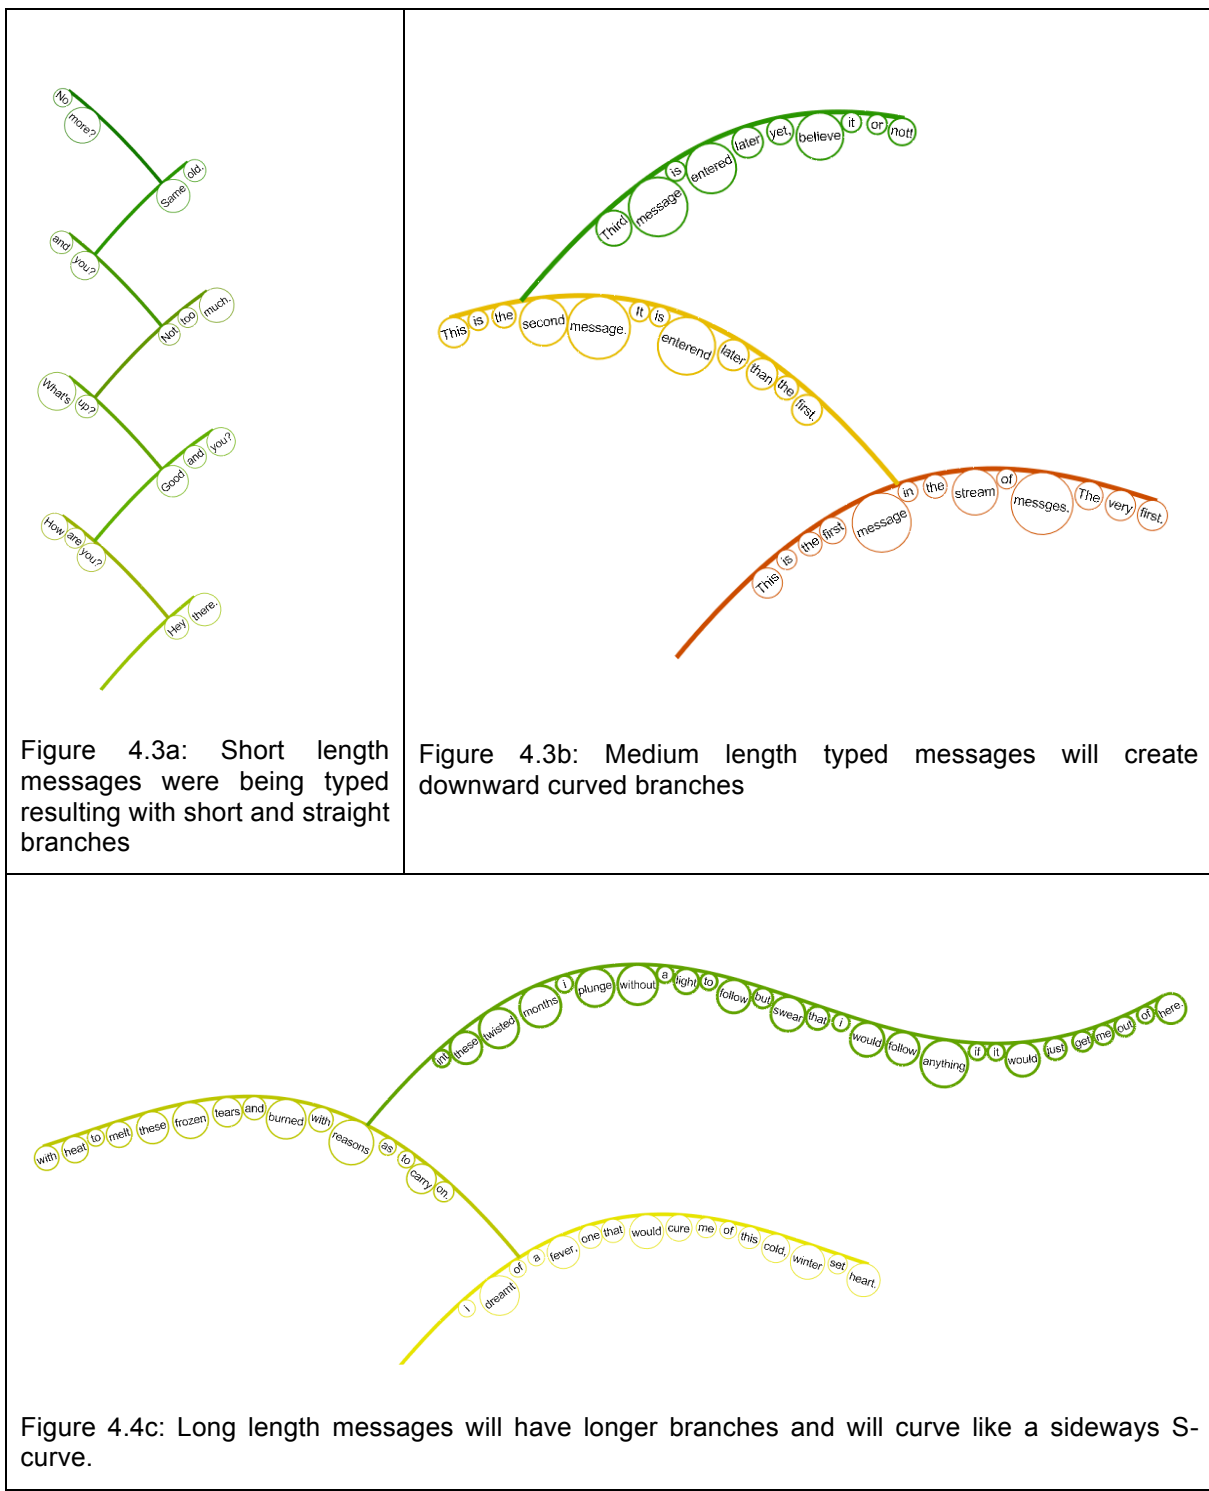 No more?
Same old.
and you?
Not too much.
What's up?
Good and you?
How are you?
Hey there.
Figure 4.3a: Short length
messages were being typed
resulting with short and straight
branches
Third message is entered later yet, believe it or not!
This is the second message. It is enterend later than the first.
This is the first message in the stream of messges. The very first.
Figure 4.3b: Medium length typed messages will create
downward curved branches
int these twisted months i plunge without a light to follow but swear that i would follow anything if it would just get me out of here.
with heat to melt these frozen tears and burned with reasons as to carry on.
i dreamt of a fever, one that would cure me of this cold, winter set heart.
Figure 4.4c: Long length messages will have longer branches and will curve like a sideways S-
curve.